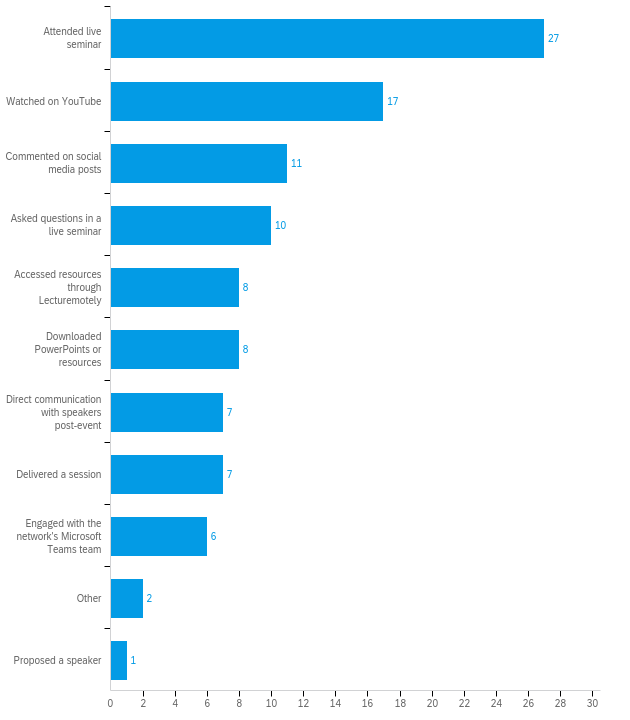 Attended live
seminar
27
Watched on YouTube
17
Commented on social
media posts
11
Asked questions in a
live seminar
10
Accessed resources
through
Lecturemotely
8
Downloaded
PowerPoints or
resources
8
Direct communication
with speakers
post-event
7
Delivered a session
7
Engaged with the
network's Microsoft
Teams team
6
Other
2
Proposed a speaker
1
0 2 4 6 8 10 12 14 16 18 20 22 24 26 28 30